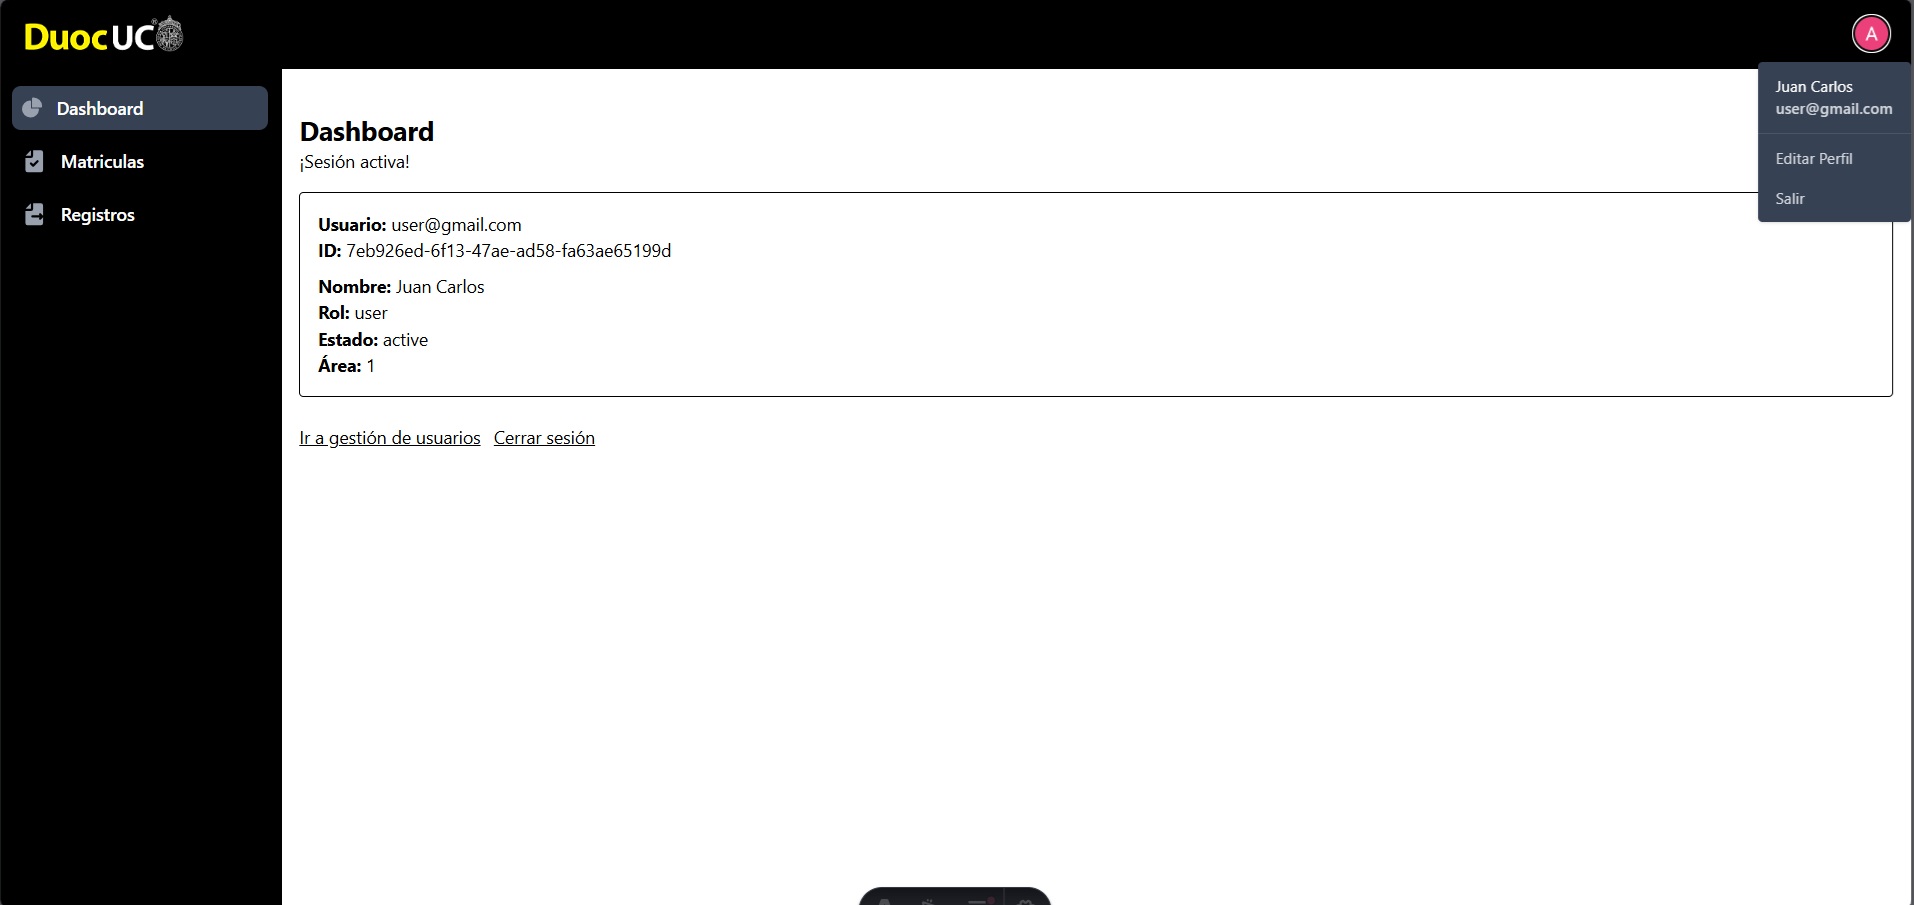 Duoc UC
A
Juan Carlos
user@gmail.com
Editar Perfil
Salir
Dashboard
Matriculas
Registros
Dashboard
¡Sesión activa!
Usuario: user@gmail.com
ID: 7eb926ed-6f13-47ae-ad58-fa63ae65199d
Nombre: Juan Carlos
Rol: user
Estado: active
Área: 1
Ir a gestión de usuarios Cerrar sesión